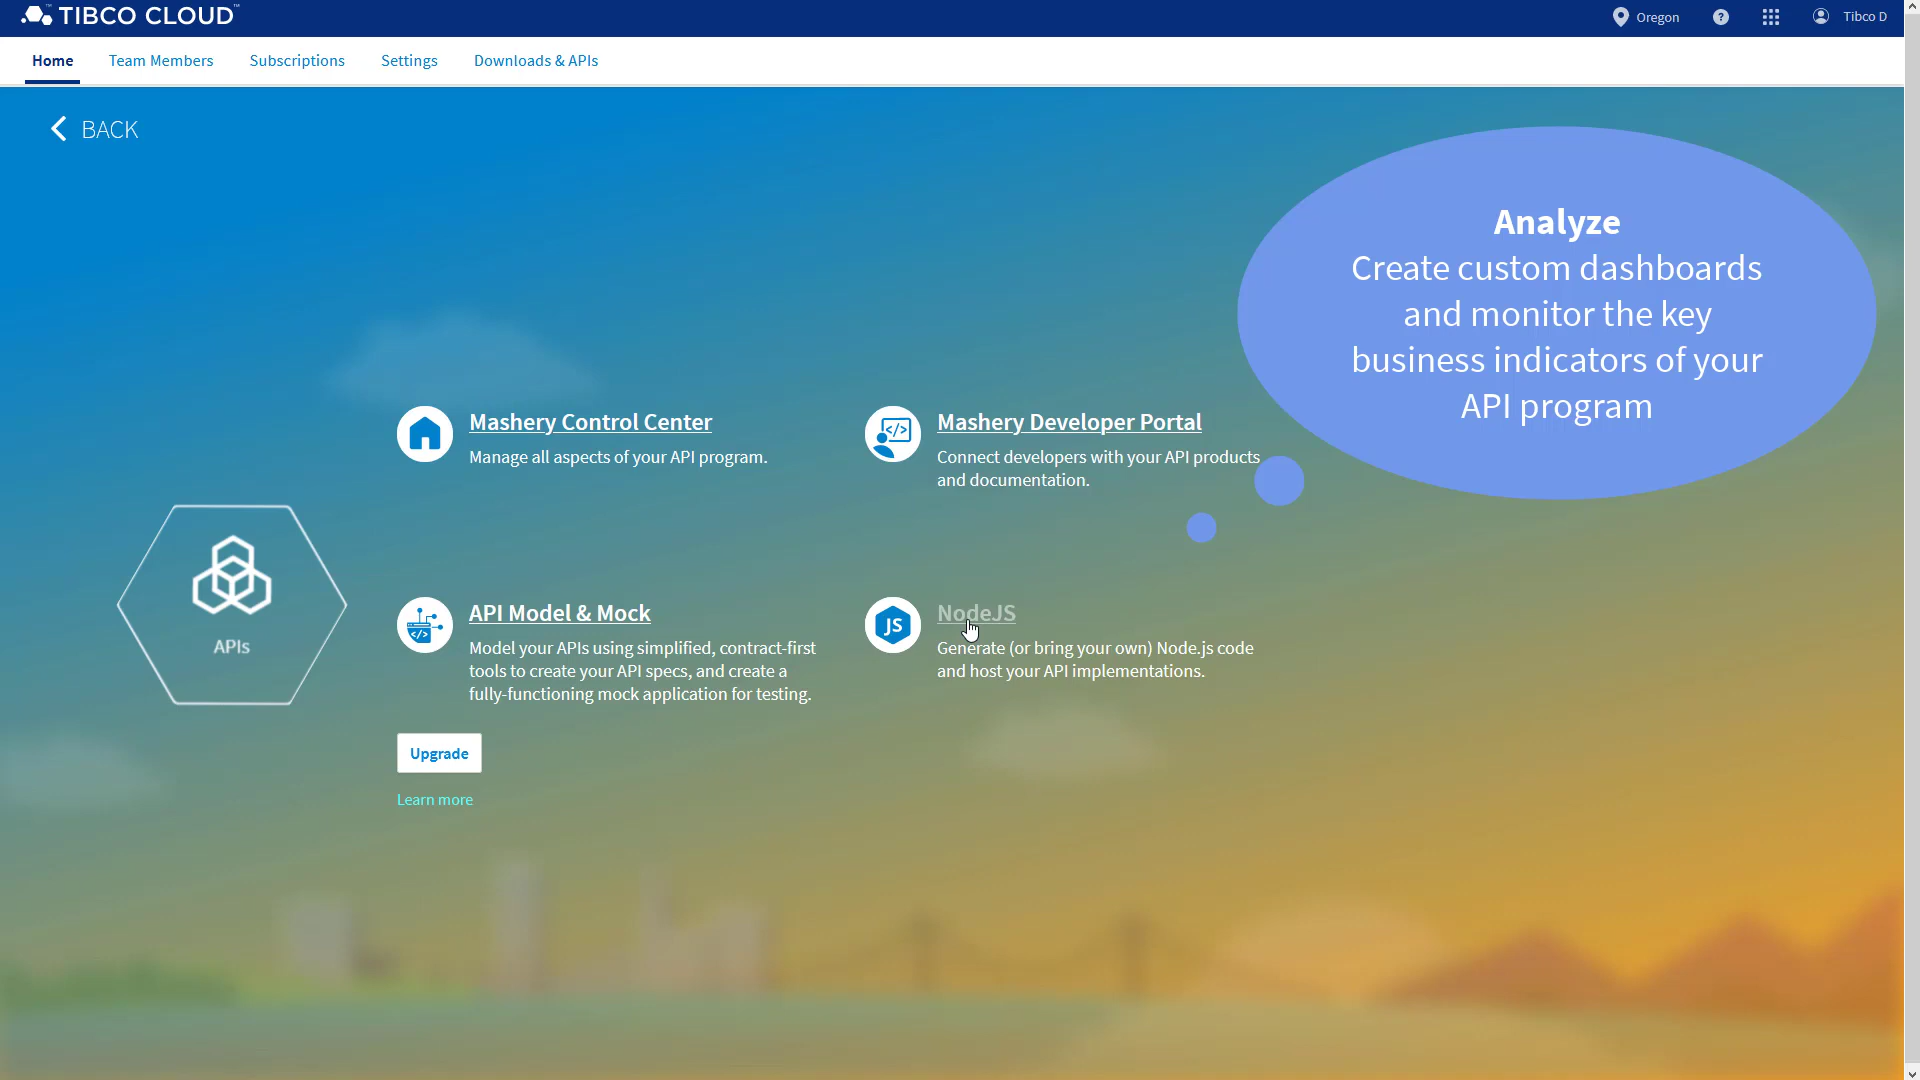 TIBCO CLOUD™
Oregon
?
Tibco D
Home
Team Members
Subscriptions
Settings
Downloads & APIs
BACK
Analyze
Create custom dashboards
and monitor the key
business indicators of your
API program
Mashery Control Center
Manage all aspects of your API program.
Mashery Developer Portal
Connect developers with your API products
and documentation.
APIs
API Model & Mock
Model your APIs using simplified, contract-first
tools to create your API specs, and create a
fully-functioning mock application for testing.
JS
NodeJS
Generate (or bring your own) Node.js code
and host your API implementations.
Upgrade
Learn more